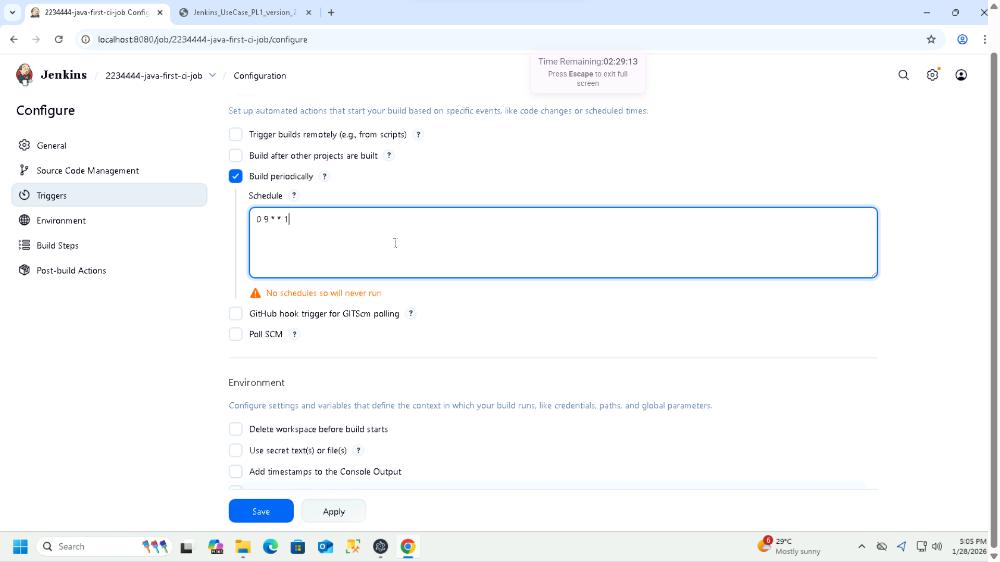 2234444-java-first-ci-job Config
Jenkins_UseCase_PL1_version_2
localhost:8080/job/2234444-java-first-ci-job/configure
Time Remaining:02:29:13
Press Escape to exit full
screen
Jenkins / 2234444-java-first-ci-job / Configuration
Configure
General
Source Code Management
Triggers
Environment
Build Steps
Post-build Actions
Set up automated actions that start your build based on specific events, like code changes or scheduled times.
Trigger builds remotely (e.g., from scripts) ?
Build after other projects are built ?
Build periodically ?
Schedule ?
0 9 * * 1
No schedules so will never run
GitHub hook trigger for GITScm polling ?
Poll SCM ?
Environment
Configure settings and variables that define the context in which your build runs, like credentials, paths, and global parameters.
Delete workspace before build starts
Use secret text(s) or file(s) ?
Add timestamps to the Console Output
Save
Apply
Search
M365
6
29°C
Mostly sunny
5:05 PM
1/28/2026